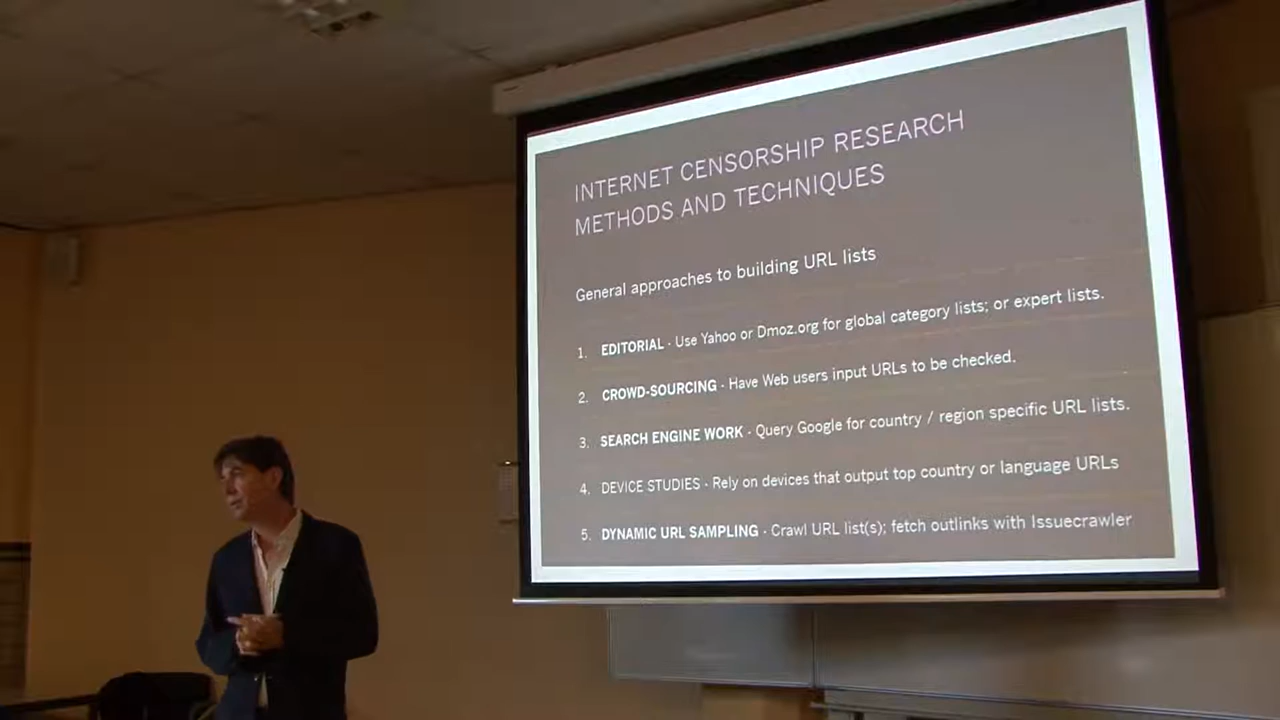 INTERNET CENSORSHIP RESEARCH
METHODS AND TECHNIQUES
General approaches to building URL lists
1. EDITORIAL - Use Yahoo or Dmoz.org for global category lists; or expert lists.
2. CROWD-SOURCING - Have Web users input URLs to be checked.
3. SEARCH ENGINE WORK - Query Google for country / region specific URL lists.
4. DEVICE STUDIES - Rely on devices that output top country or language URLs
5. DYNAMIC URL SAMPLING - Crawl URL list(s); fetch outlinks with Issuecrawler